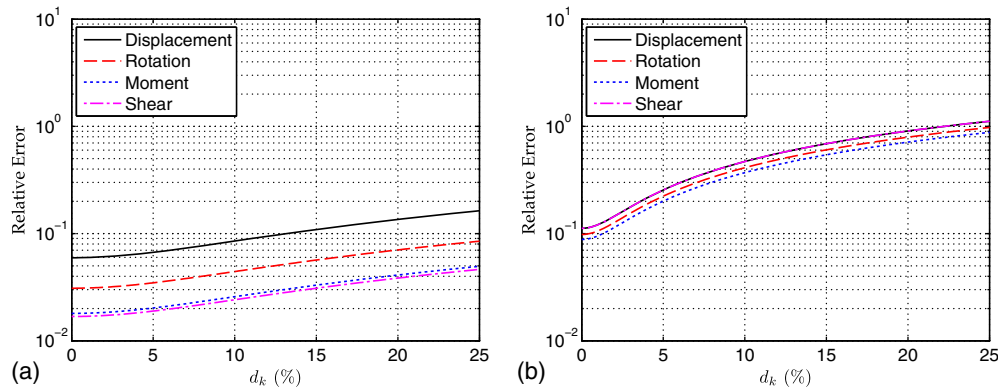 10^1
10^0
10^-1
10^-2
Relative Error
Displacement
Rotation
Moment
Shear
0 5 10 15 20 25
d_k (%)
(a)
10^1
10^0
10^-1
10^-2
Relative Error
Displacement
Rotation
Moment
Shear
0 5 10 15 20 25
d_k (%)
(b)